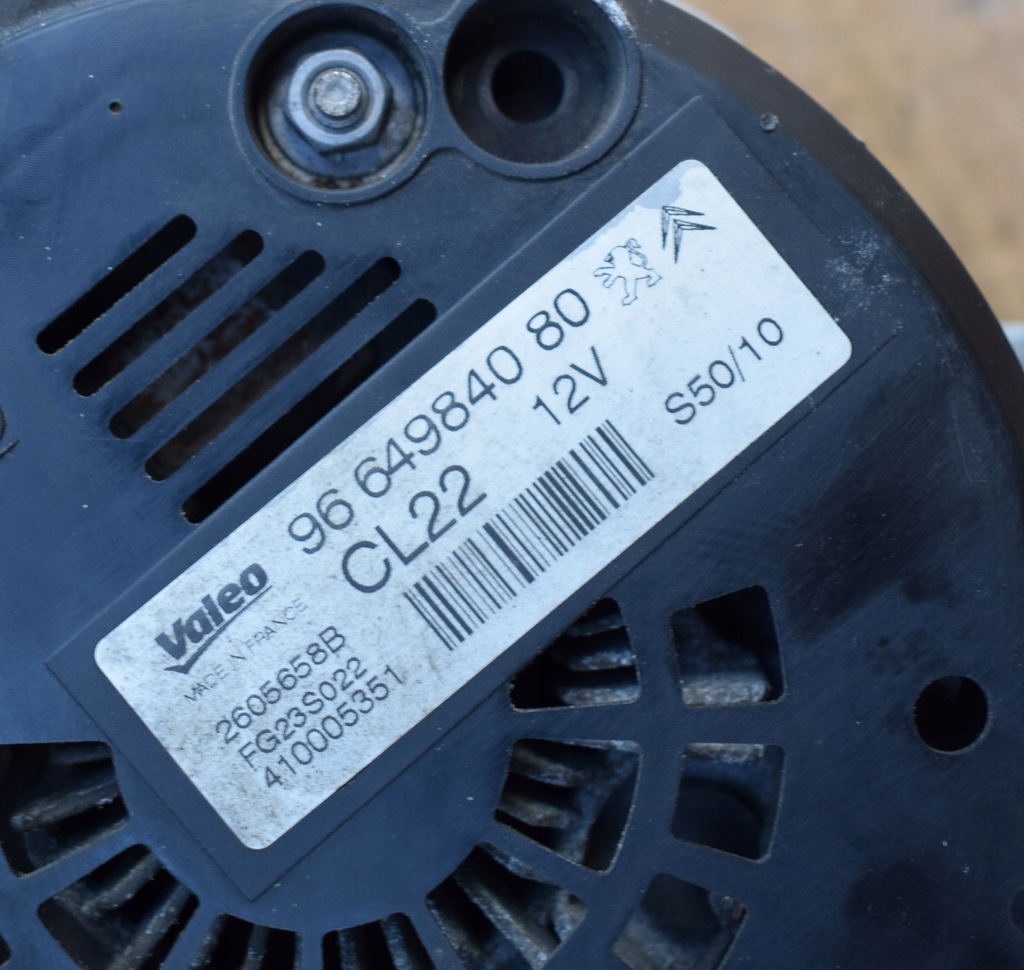 96 649840 80
CL22 12V
S50/10
Valeo
MADE IN FRANCE
2605658B
FG23S022
410005351